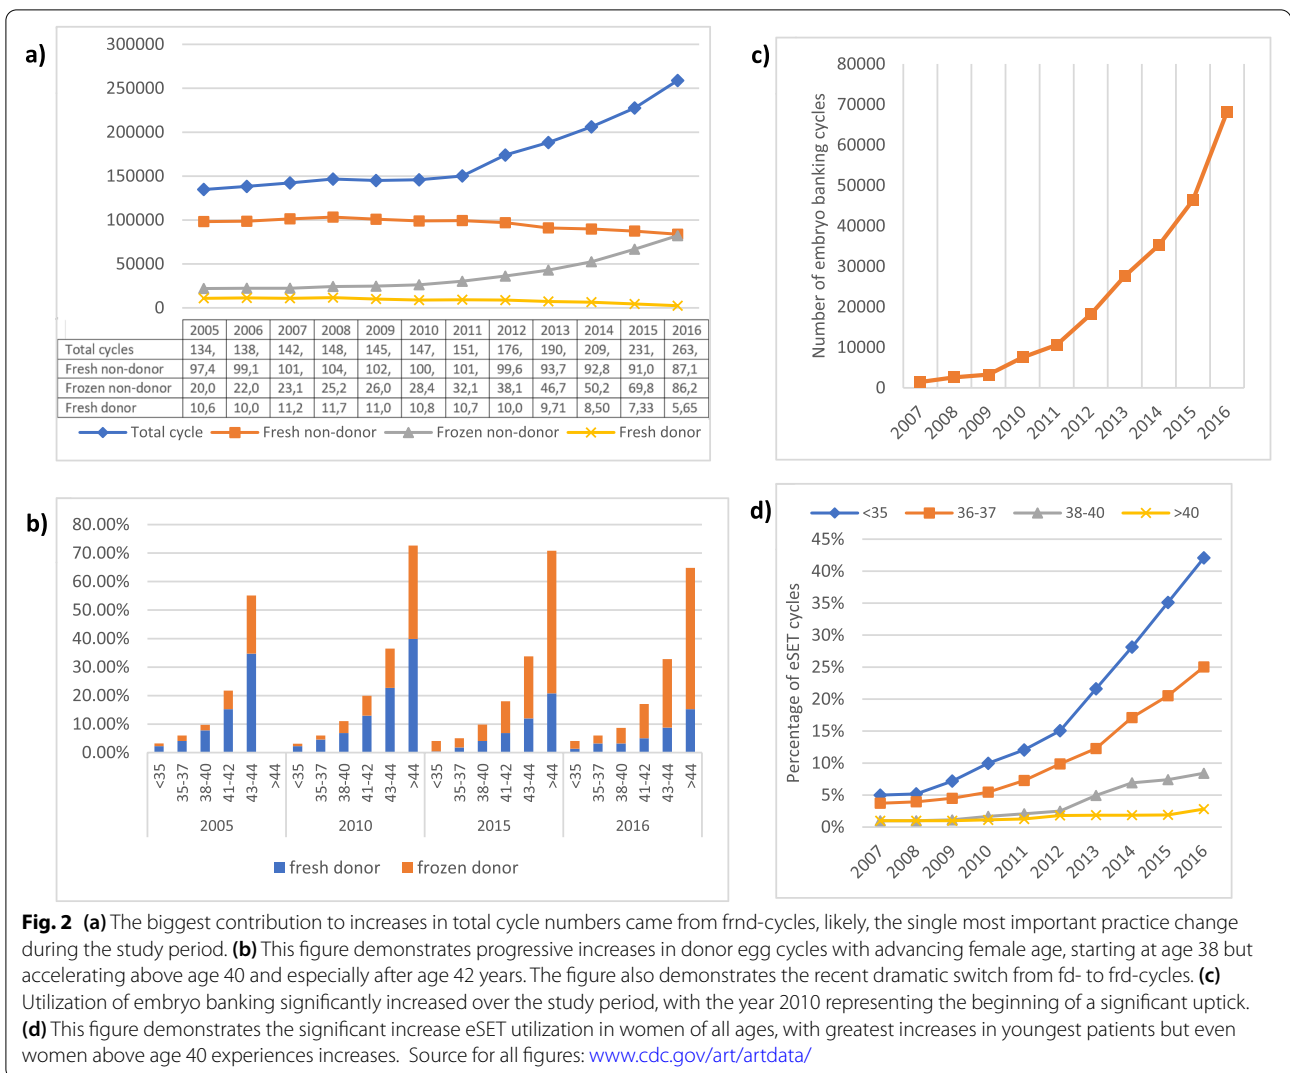 a)
300000
250000
200000
150000
100000
50000
0
2005 2006 2007 2008 2009 2010 2011 2012 2013 2014 2015 2016
Total cycles 134, 138, 142, 148, 145, 147, 151, 176, 190, 209, 231, 263,
Fresh non-donor 97,4 99,1 101, 104, 102, 100, 101, 99,6 93,7 92,8 91,0 87,1
Frozen non-donor 20,0 22,0 23,1 25,2 26,0 28,4 32,1 38,1 46,7 50,2 69,8 86,2
Fresh donor 10,6 10,0 11,2 11,7 11,0 10,8 10,7 10,0 9,71 8,50 7,33 5,65
Total cycle Fresh non-donor Frozen non-donor Fresh donor
c)
Number of embryo banking cycles
80000
70000
60000
50000
40000
30000
20000
10000
0
2007 2008 2009 2010 2011 2012 2013 2014 2015 2016
b)
80.00%
70.00%
60.00%
50.00%
40.00%
30.00%
20.00%
10.00%
0.00%
<35 35-37 38-40 41-42 43-44 >44 <35 35-37 38-40 41-42 43-44 >44 <35 35-37 38-40 41-42 43-44 >44 <35 35-37 38-40 41-42 43-44 >44
2005 2010 2015 2016
fresh donor frozen donor
d)
<35 36-37 38-40 >40
Percentage of eSET cycles
45%
40%
35%
30%
25%
20%
15%
10%
5%
0%
2007 2008 2009 2010 2011 2012 2013 2014 2015 2016
Fig. 2 (a) The biggest contribution to increases in total cycle numbers came from frnd-cycles, likely, the single most important practice change
during the study period. (b) This figure demonstrates progressive increases in donor egg cycles with advancing female age, starting at age 38 but
accelerating above age 40 and especially after age 42 years. The figure also demonstrates the recent dramatic switch from fd- to frd-cycles. (c)
Utilization of embryo banking significantly increased over the study period, with the year 2010 representing the beginning of a significant uptick.
(d) This figure demonstrates the significant increase eSET utilization in women of all ages, with greatest increases in youngest patients but even
women above age 40 experiences increases. Source for all figures: www.cdc.gov/art/artdata/